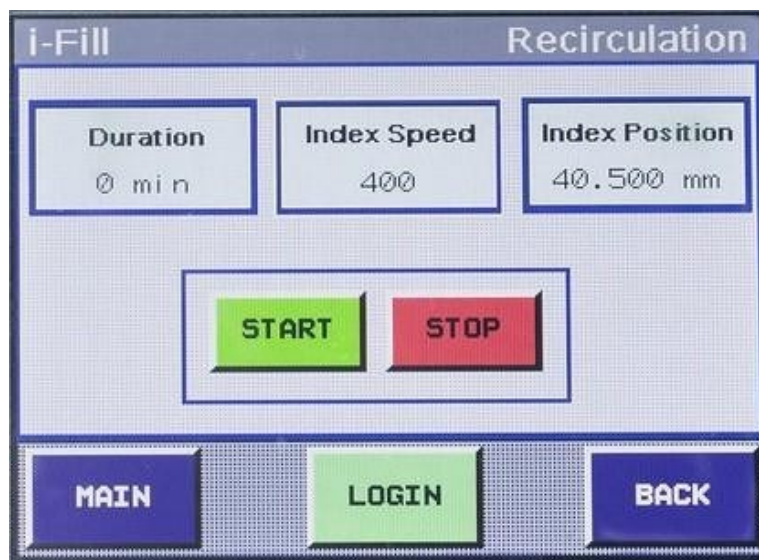 i-Fill Recirculation
Duration Index Speed Index Position
0 min 400 40.500 mm
START STOP
MAIN LOGIN BACK